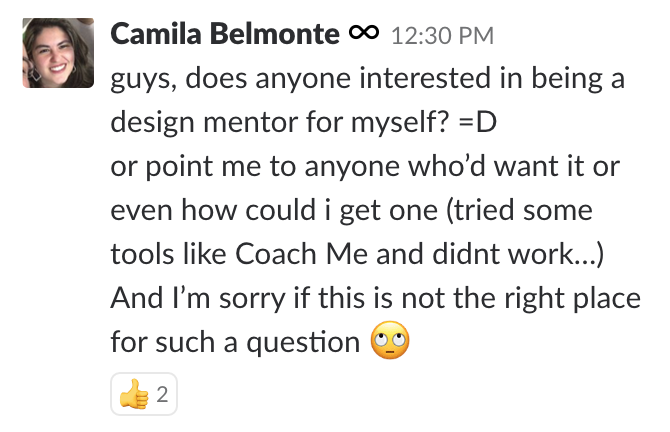 Camila Belmonte ∞ 12:30 PM
guys, does anyone interested in being a
design mentor for myself? =D
or point me to anyone who’d want it or
even how could i get one (tried some
tools like Coach Me and didnt work...)
And I’m sorry if this is not the right place
for such a question 🙄
👍 2